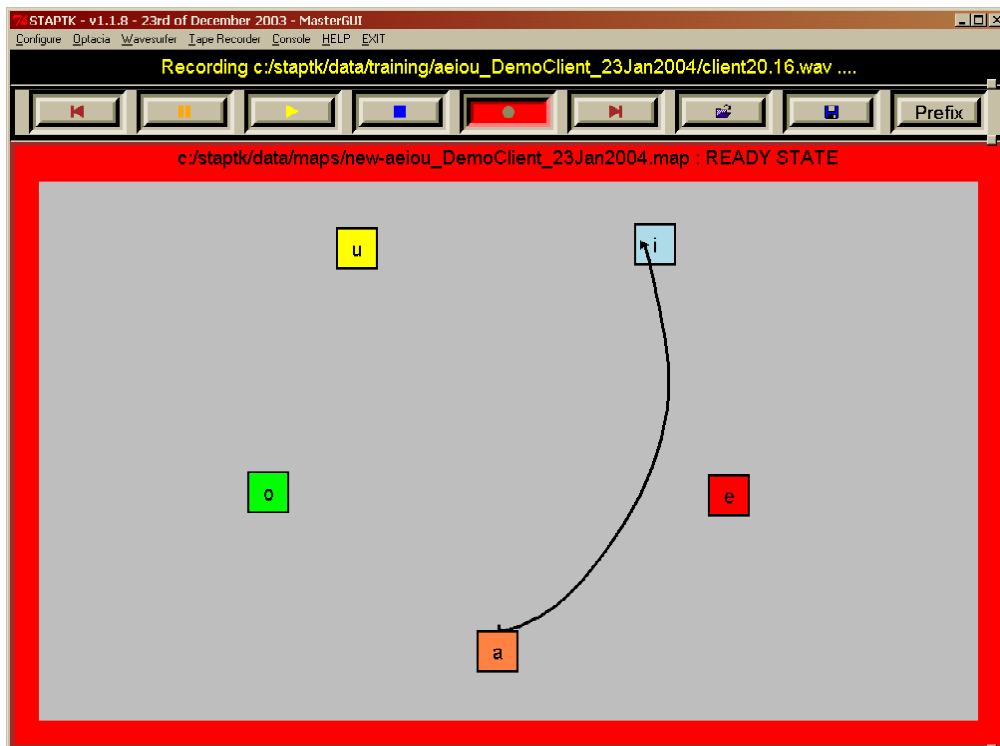 STAPTK - v1.1.8 - 23rd of December 2003 - MasterGUI
Configure Optacia Wavesurfer Tape Recorder Console HELP EXIT
Recording c:/staptk/data/training/aeiou_DemoClient_23Jan2004/client20.16.wav ....
Prefix
c:/staptk/data/maps/new-aeiou_DemoClient_23Jan2004.map : READY STATE
u
i
o
e
a